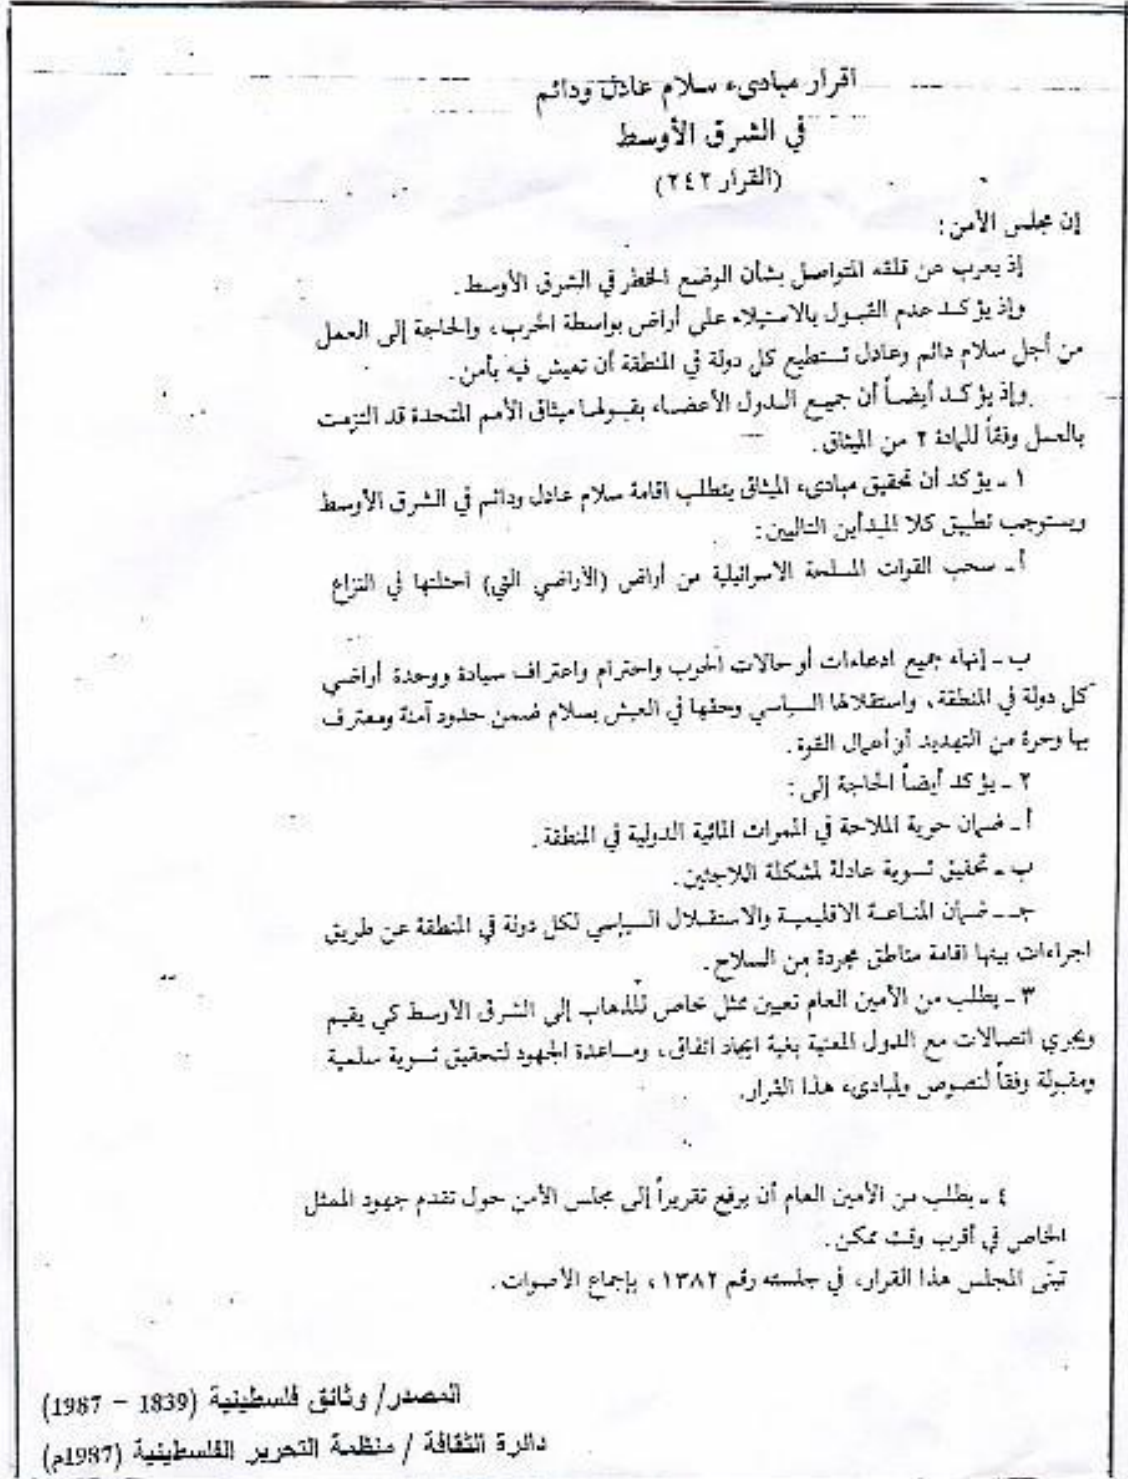 اقرار مبادىء سلام عادل ودائم
في الشرق الأوسط
(القرار ٢٤٢)
إن مجلس الأمن:
إذ يعرب عن قلقه المتواصل بشأن الوضع الخطر في الشرق الأوسط.
وإذ يؤكد عدم القبول بالاستيلاء على أراض بواسطة الحرب، والحاجة إلى العمل
من أجل سلام دائم وعادل تستطيع كل دولة في المنطقة أن تعيش فيه بأمن.
وإذ يؤكد أيضاً أن جميع الدول الأعضاء بقبولها ميثاق الأمم المتحدة قد التزمت
بالعمل وفقاً للمادة ٢ من الميثاق.
١ - يؤكد أن تحقيق مبادىء الميثاق يتطلب اقامة سلام عادل ودائم في الشرق الأوسط
ويستوجب تطبيق كلا المبدأين التاليين:
أ - سحب القوات المسلحة الاسرائيلية من أراض (الأراضي التي) احتلتها في النزاع
ب - إنهاء جميع ادعاءات أو حالات الحرب واحترام واعتراف سيادة ووحدة أراضي
كل دولة في المنطقة، واستقلالها السياسي وحقها في العيش بسلام ضمن حدود آمنة ومعترف
بها وحرة من التهديد أو أعمال القوة.
٢ - يؤكد أيضاً الحاجة إلى:
أ - ضمان حرية الملاحة في الممرات المائية الدولية في المنطقة.
ب - تحقيق تسوية عادلة لمشكلة اللاجئين.
جـ - ضمان المناعة الاقليمية والاستقلال السياسي لكل دولة في المنطقة عن طريق
اجراءات بينها اقامة مناطق مجردة من السلاح.
٣ - يطلب من الأمين العام تعيين ممثل خاص للذهاب إلى الشرق الأوسط كي يقيم
ويجري اتصالات مع الدول المعنية بغية ايجاد اتفاق، ومساعدة الجهود لتحقيق تسوية سلمية
ومقبولة وفقاً لنصوص ولمبادىء هذا القرار.
٤ - يطلب من الأمين العام أن يرفع تقريراً إلى مجلس الأمن حول تقدم جهود الممثل
الخاص في أقرب وقت ممكن.
تبنّى المجلس هذا القرار، في جلسته رقم ١٣٨٢، بإجماع الأصوات.
المصدر/ وثائق فلسطينية (1839 - 1987)
دائرة الثقافة / منظمة التحرير الفلسطينية (1987م)